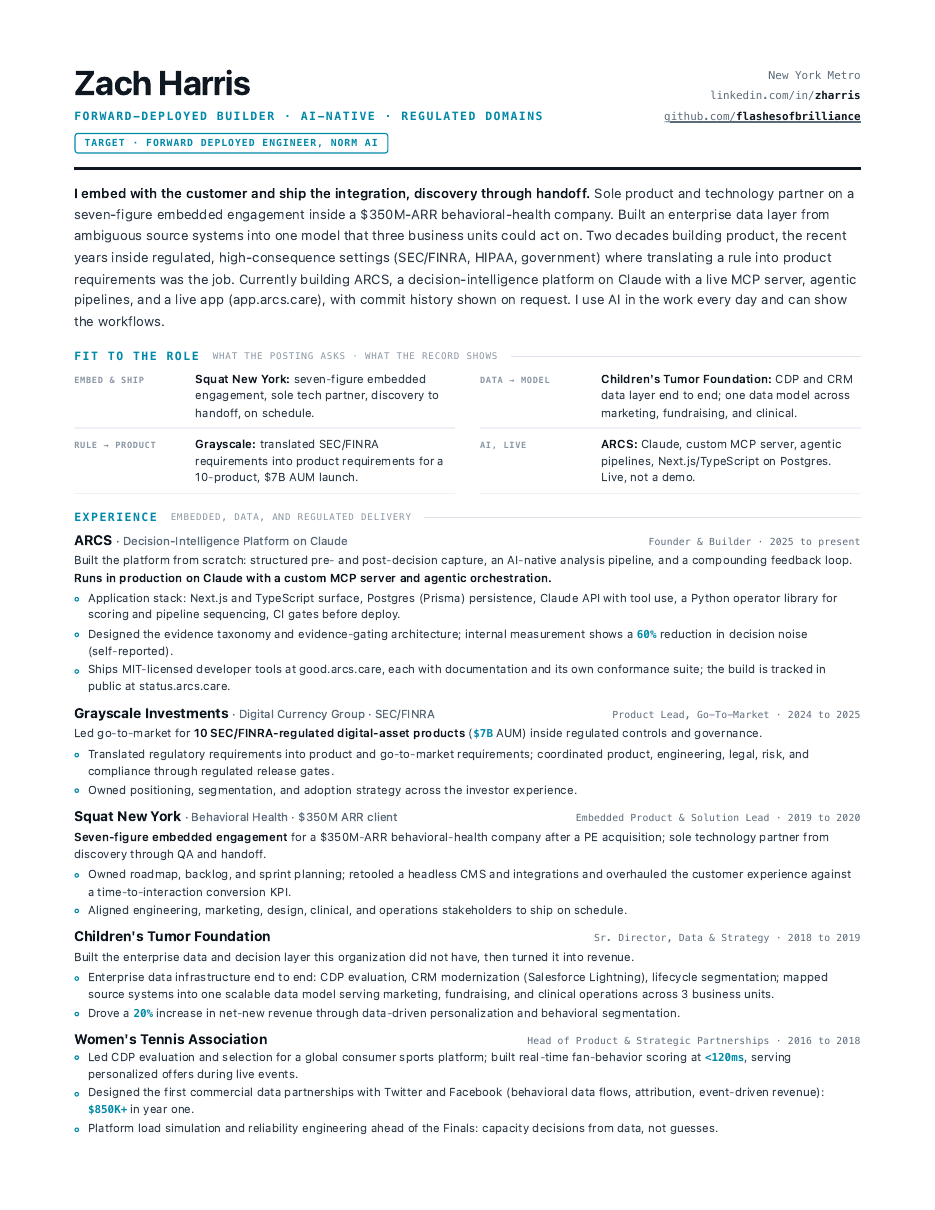 Zach Harris
New York Metro
linkedin.com/in/zharris
FORWARD-DEPLOYED BUILDER · AI-NATIVE · REGULATED DOMAINS
github.com/flashesofbrilliance
TARGET · FORWARD DEPLOYED ENGINEER, NORM AI
I embed with the customer and ship the integration, discovery through handoff. Sole product and technology partner on a
seven-figure embedded engagement inside a $350M-ARR behavioral-health company. Built an enterprise data layer from
ambiguous source systems into one model that three business units could act on. Two decades building product, the recent
years inside regulated, high-consequence settings (SEC/FINRA, HIPAA, government) where translating a rule into product
requirements was the job. Currently building ARCS, a decision-intelligence platform on Claude with a live MCP server, agentic
pipelines, and a live app (app.arcs.care), with commit history shown on request. I use AI in the work every day and can show
the workflows.
FIT TO THE ROLE WHAT THE POSTING ASKS · WHAT THE RECORD SHOWS
EMBED & SHIP
Squat New York: seven-figure embedded
engagement, sole tech partner, discovery to
handoff, on schedule.
DATA → MODEL
Children's Tumor Foundation: CDP and CRM
data layer end to end; one data model across
marketing, fundraising, and clinical.
RULE → PRODUCT
Grayscale: translated SEC/FINRA
requirements into product requirements for a
10-product, $7B AUM launch.
AI, LIVE
ARCS: Claude, custom MCP server, agentic
pipelines, Next.js/TypeScript on Postgres.
Live, not a demo.
EXPERIENCE EMBEDDED, DATA, AND REGULATED DELIVERY
ARCS · Decision-Intelligence Platform on Claude Founder & Builder · 2025 to present
Built the platform from scratch: structured pre- and post-decision capture, an AI-native analysis pipeline, and a compounding feedback loop.
Runs in production on Claude with a custom MCP server and agentic orchestration.
Application stack: Next.js and TypeScript surface, Postgres (Prisma) persistence, Claude API with tool use, a Python operator library for
scoring and pipeline sequencing, CI gates before deploy.
Designed the evidence taxonomy and evidence-gating architecture; internal measurement shows a 60% reduction in decision noise
(self-reported).
Ships MIT-licensed developer tools at good.arcs.care, each with documentation and its own conformance suite; the build is tracked in
public at status.arcs.care.
Grayscale Investments · Digital Currency Group · SEC/FINRA Product Lead, Go-To-Market · 2024 to 2025
Led go-to-market for 10 SEC/FINRA-regulated digital-asset products ($7B AUM) inside regulated controls and governance.
Translated regulatory requirements into product and go-to-market requirements; coordinated product, engineering, legal, risk, and
compliance through regulated release gates.
Owned positioning, segmentation, and adoption strategy across the investor experience.
Squat New York · Behavioral Health · $350M ARR client Embedded Product & Solution Lead · 2019 to 2020
Seven-figure embedded engagement for a $350M-ARR behavioral-health company after a PE acquisition; sole technology partner from
discovery through QA and handoff.
Owned roadmap, backlog, and sprint planning; retooled a headless CMS and integrations and overhauled the customer experience against
a time-to-interaction conversion KPI.
Aligned engineering, marketing, design, clinical, and operations stakeholders to ship on schedule.
Children's Tumor Foundation Sr. Director, Data & Strategy · 2018 to 2019
Built the enterprise data and decision layer this organization did not have, then turned it into revenue.
Enterprise data infrastructure end to end: CDP evaluation, CRM modernization (Salesforce Lightning), lifecycle segmentation; mapped
source systems into one scalable data model serving marketing, fundraising, and clinical operations across 3 business units.
Drove a 20% increase in net-new revenue through data-driven personalization and behavioral segmentation.
Women's Tennis Association Head of Product & Strategic Partnerships · 2016 to 2018
Led CDP evaluation and selection for a global consumer sports platform; built real-time fan-behavior scoring at <120ms, serving
personalized offers during live events.
Designed the first commercial data partnerships with Twitter and Facebook (behavioral data flows, attribution, event-driven revenue):
$850K+ in year one.
Platform load simulation and reliability engineering ahead of the Finals: capacity decisions from data, not guesses.